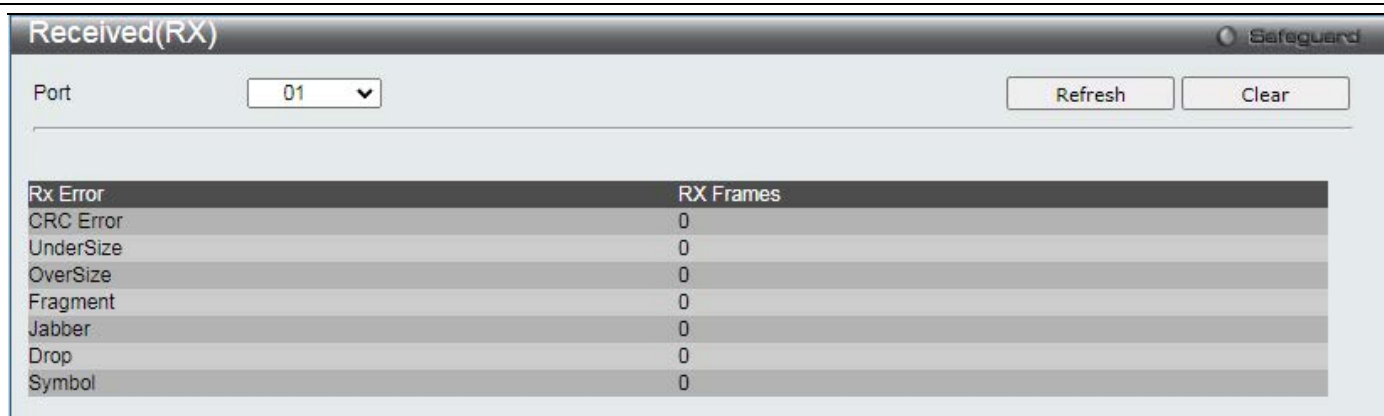 Received(RX)
Safeguard
Port 01 Refresh Clear
Rx Error RX Frames
CRC Error 0
UnderSize 0
OverSize 0
Fragment 0
Jabber 0
Drop 0
Symbol 0